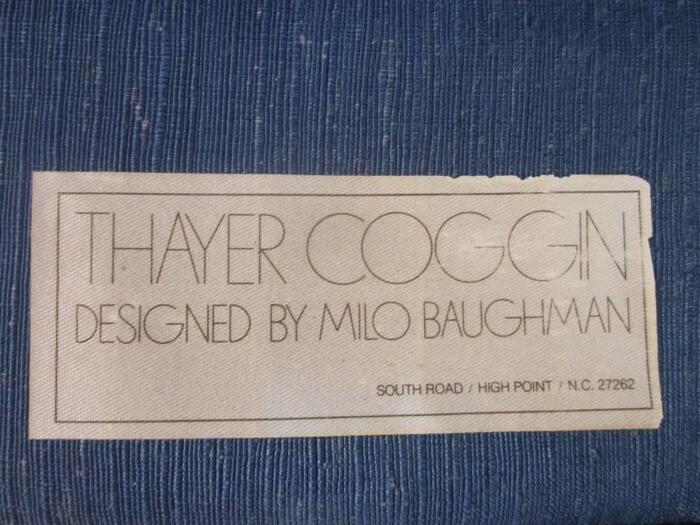 THAYER COGGIN
DESIGNED BY MILO BAUGHMAN
SOUTH ROAD / HIGH POINT / N.C. 27262